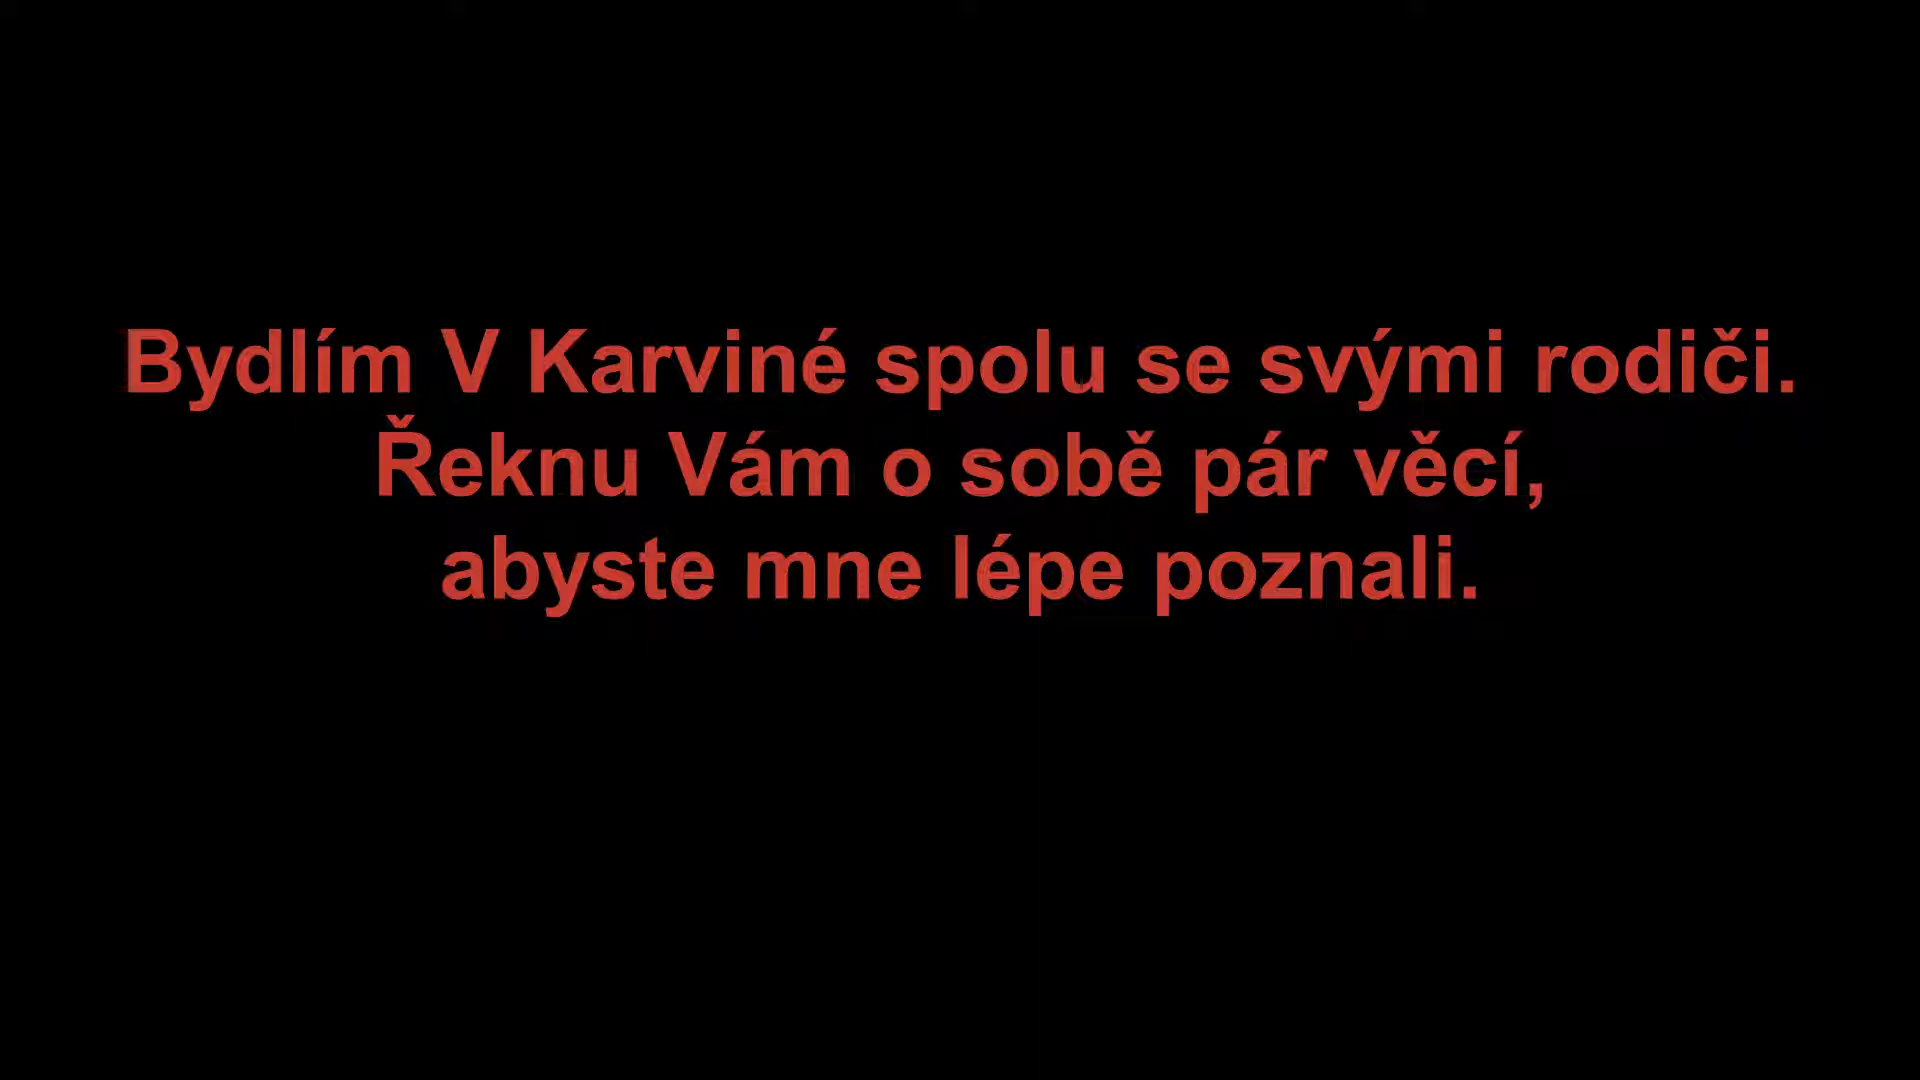 Bydlím V Karviné spolu se svými rodiči.
Řeknu Vám o sobě pár věcí,
abyste mne lépe poznali.